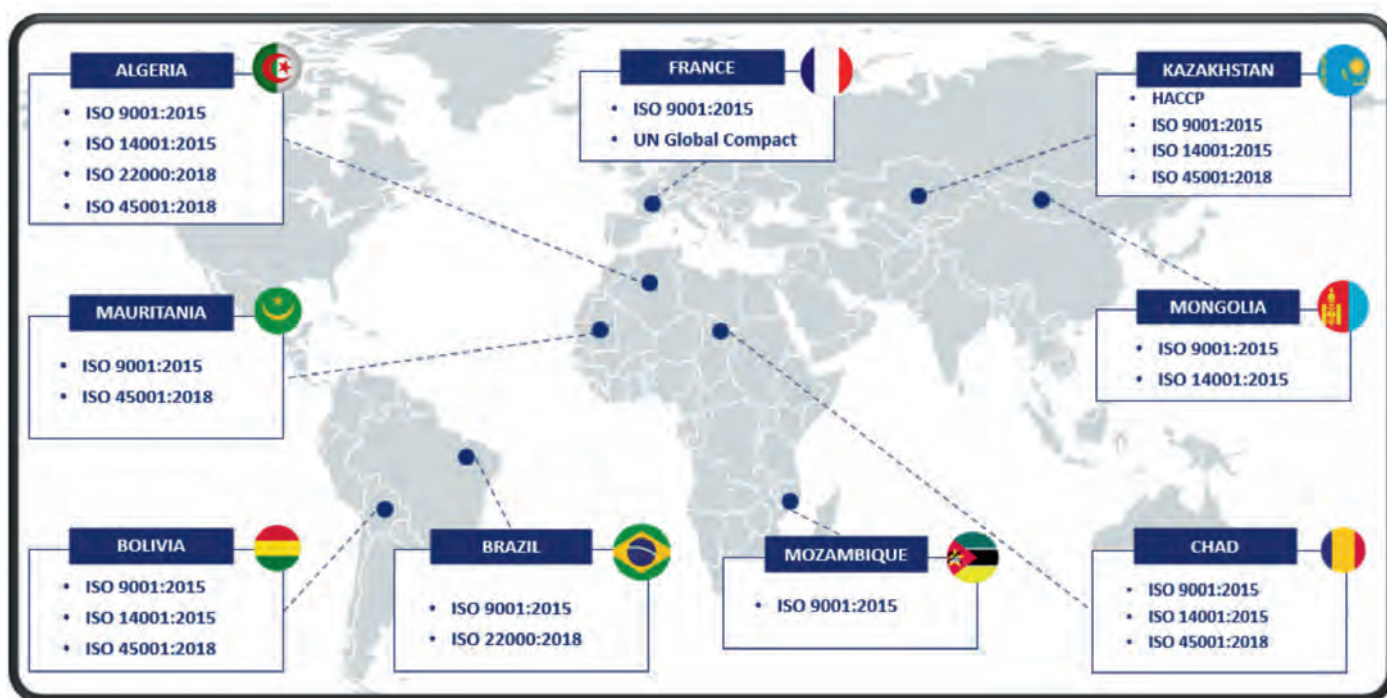 ALGERIA
• ISO 9001:2015
• ISO 14001:2015
• ISO 22000:2018
• ISO 45001:2018
FRANCE
• ISO 9001:2015
• UN Global Compact
KAZAKHSTAN
• HACCP
• ISO 9001:2015
• ISO 14001:2015
• ISO 45001:2018
MAURITANIA
• ISO 9001:2015
• ISO 45001:2018
MONGOLIA
• ISO 9001:2015
• ISO 14001:2015
BOLIVIA
• ISO 9001:2015
• ISO 14001:2015
• ISO 45001:2018
BRAZIL
• ISO 9001:2015
• ISO 22000:2018
MOZAMBIQUE
• ISO 9001:2015
CHAD
• ISO 9001:2015
• ISO 14001:2015
• ISO 45001:2018